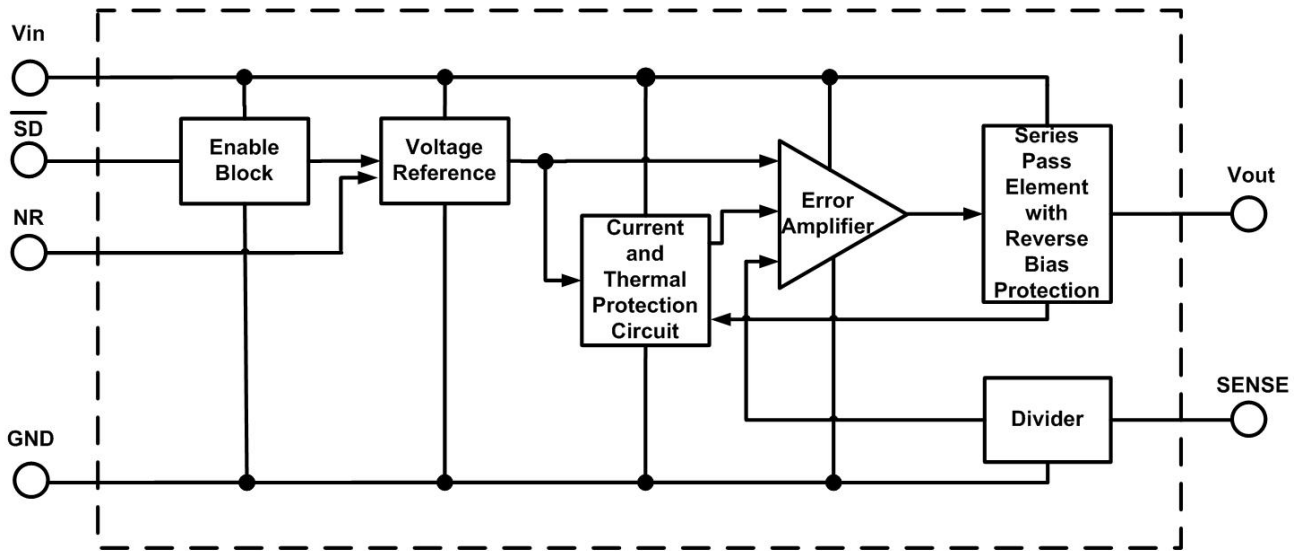 Vin
SD
NR
GND
Enable
Block
Voltage
Reference
Current
and
Thermal
Protection
Circuit
Error
Amplifier
Series
Pass
Element
with
Reverse
Bias
Protection
Divider
Vout
SENSE